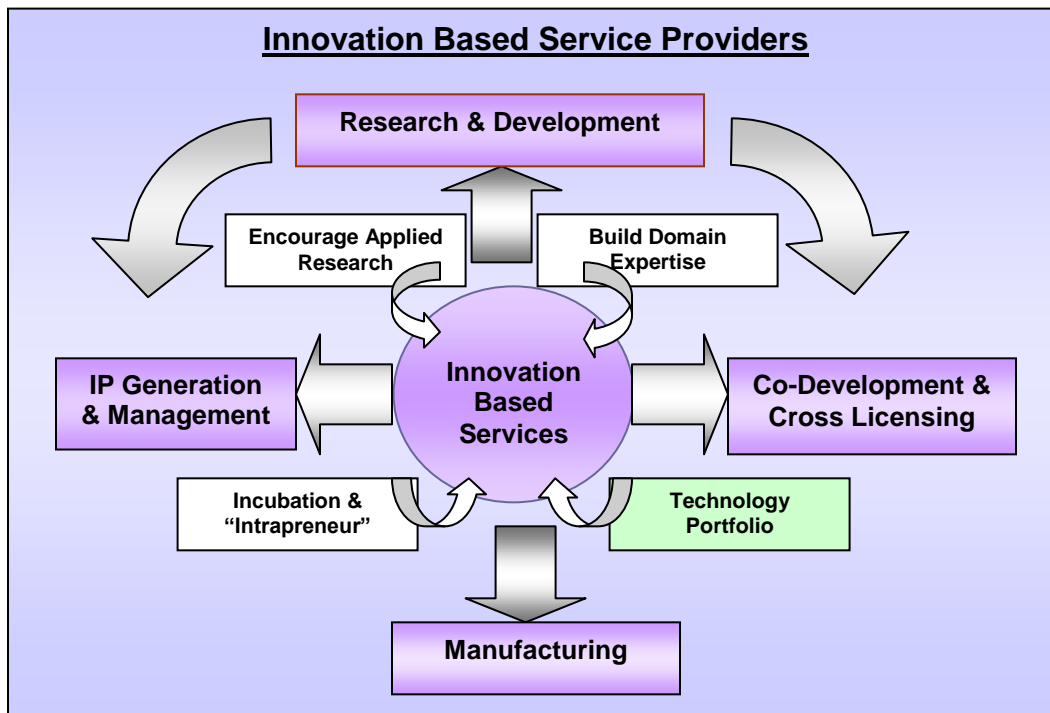 Innovation Based Service Providers
Research & Development
Encourage Applied
Research
Build Domain
Expertise
IP Generation
& Management
Innovation
Based
Services
Co-Development &
Cross Licensing
Incubation &
“Intrapreneur”
Technology
Portfolio
Manufacturing